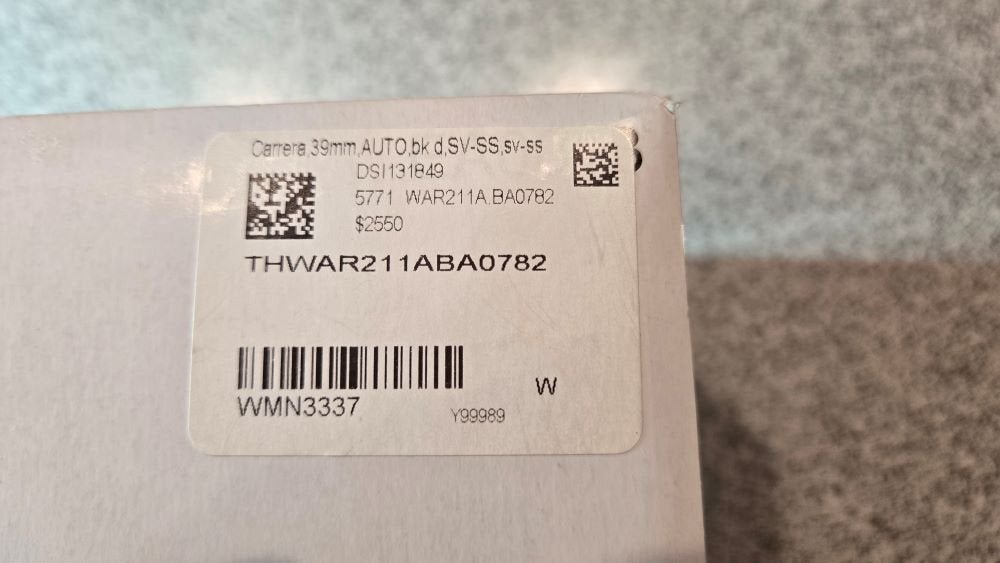 Carrera,39mm,AUTO,bk d,SV-SS,sv-ss
DSI131849
5771 WAR211A.BA0782
$2550
THWAR211ABA0782
WMN3337
W
Y99989